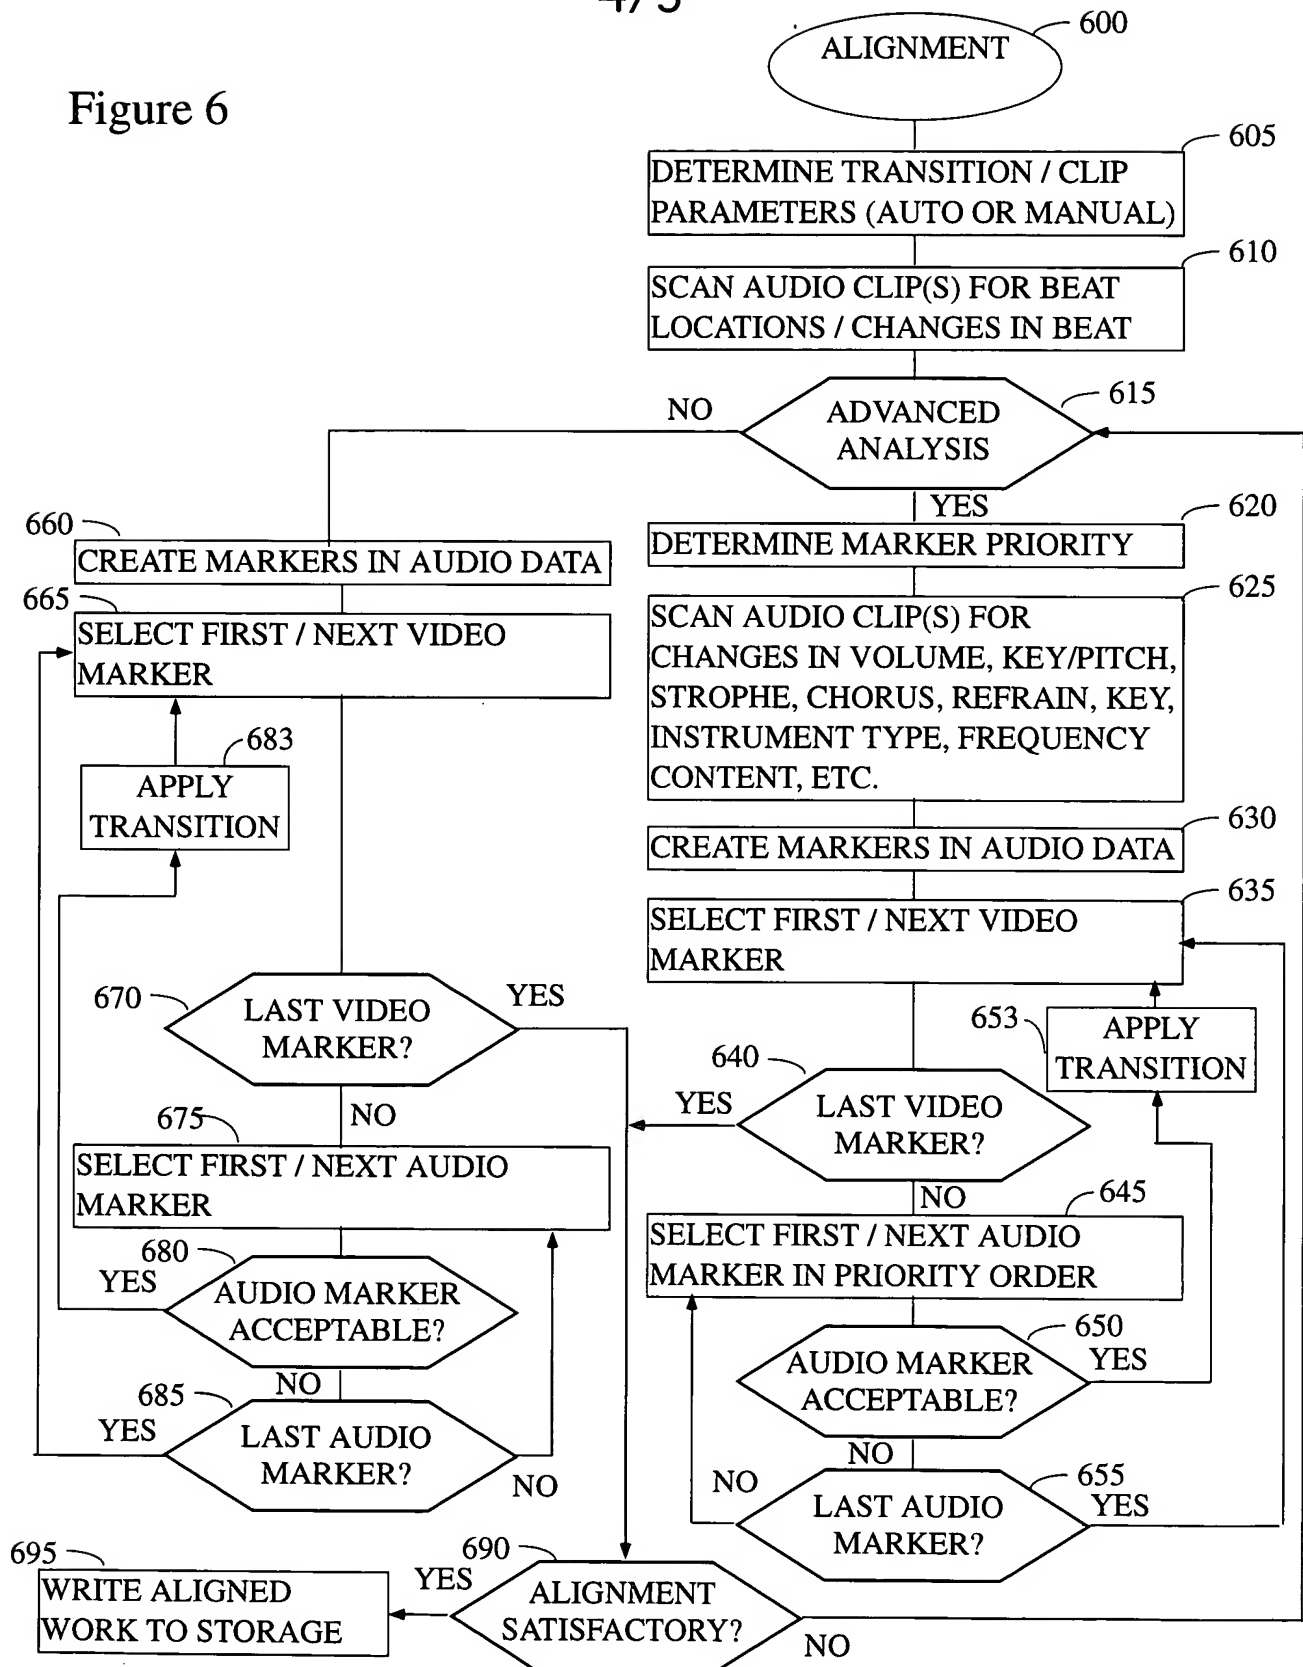 4/5
Figure 6
ALIGNMENT
600
605
DETERMINE TRANSITION / CLIP
PARAMETERS (AUTO OR MANUAL)
610
SCAN AUDIO CLIP(S) FOR BEAT
LOCATIONS / CHANGES IN BEAT
615
NO
ADVANCED
ANALYSIS
YES
620
DETERMINE MARKER PRIORITY
625
SCAN AUDIO CLIP(S) FOR
CHANGES IN VOLUME, KEY/PITCH,
STROPHE, CHORUS, REFRAIN, KEY,
INSTRUMENT TYPE, FREQUENCY
CONTENT, ETC.
630
CREATE MARKERS IN AUDIO DATA
635
SELECT FIRST / NEXT VIDEO
MARKER
653
APPLY
TRANSITION
640
YES
LAST VIDEO
MARKER?
NO
645
SELECT FIRST / NEXT AUDIO
MARKER IN PRIORITY ORDER
650
AUDIO MARKER
ACCEPTABLE?
YES
NO
655
NO
LAST AUDIO
MARKER?
YES
660
CREATE MARKERS IN AUDIO DATA
665
SELECT FIRST / NEXT VIDEO
MARKER
683
APPLY
TRANSITION
670
LAST VIDEO
MARKER?
YES
NO
675
SELECT FIRST / NEXT AUDIO
MARKER
680
YES
AUDIO MARKER
ACCEPTABLE?
NO
685
YES
LAST AUDIO
MARKER?
NO
690
ALIGNMENT
SATISFACTORY?
YES
NO
695
WRITE ALIGNED
WORK TO STORAGE